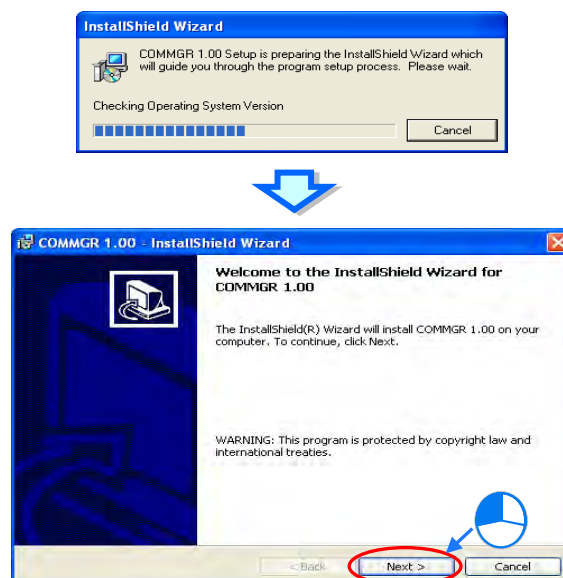 InstallShield Wizard
COMMGR 1.00 Setup is preparing the InstallShield Wizard which
will guide you through the program setup process. Please wait.
Checking Operating System Version
Cancel
COMMGR 1.00 - InstallShield Wizard
Welcome to the InstallShield Wizard for
COMMGR 1.00
The InstallShield(R) Wizard will install COMMGR 1.00 on your
computer. To continue, click Next.
WARNING: This program is protected by copyright law and
international treaties.
< Back
Next >
Cancel